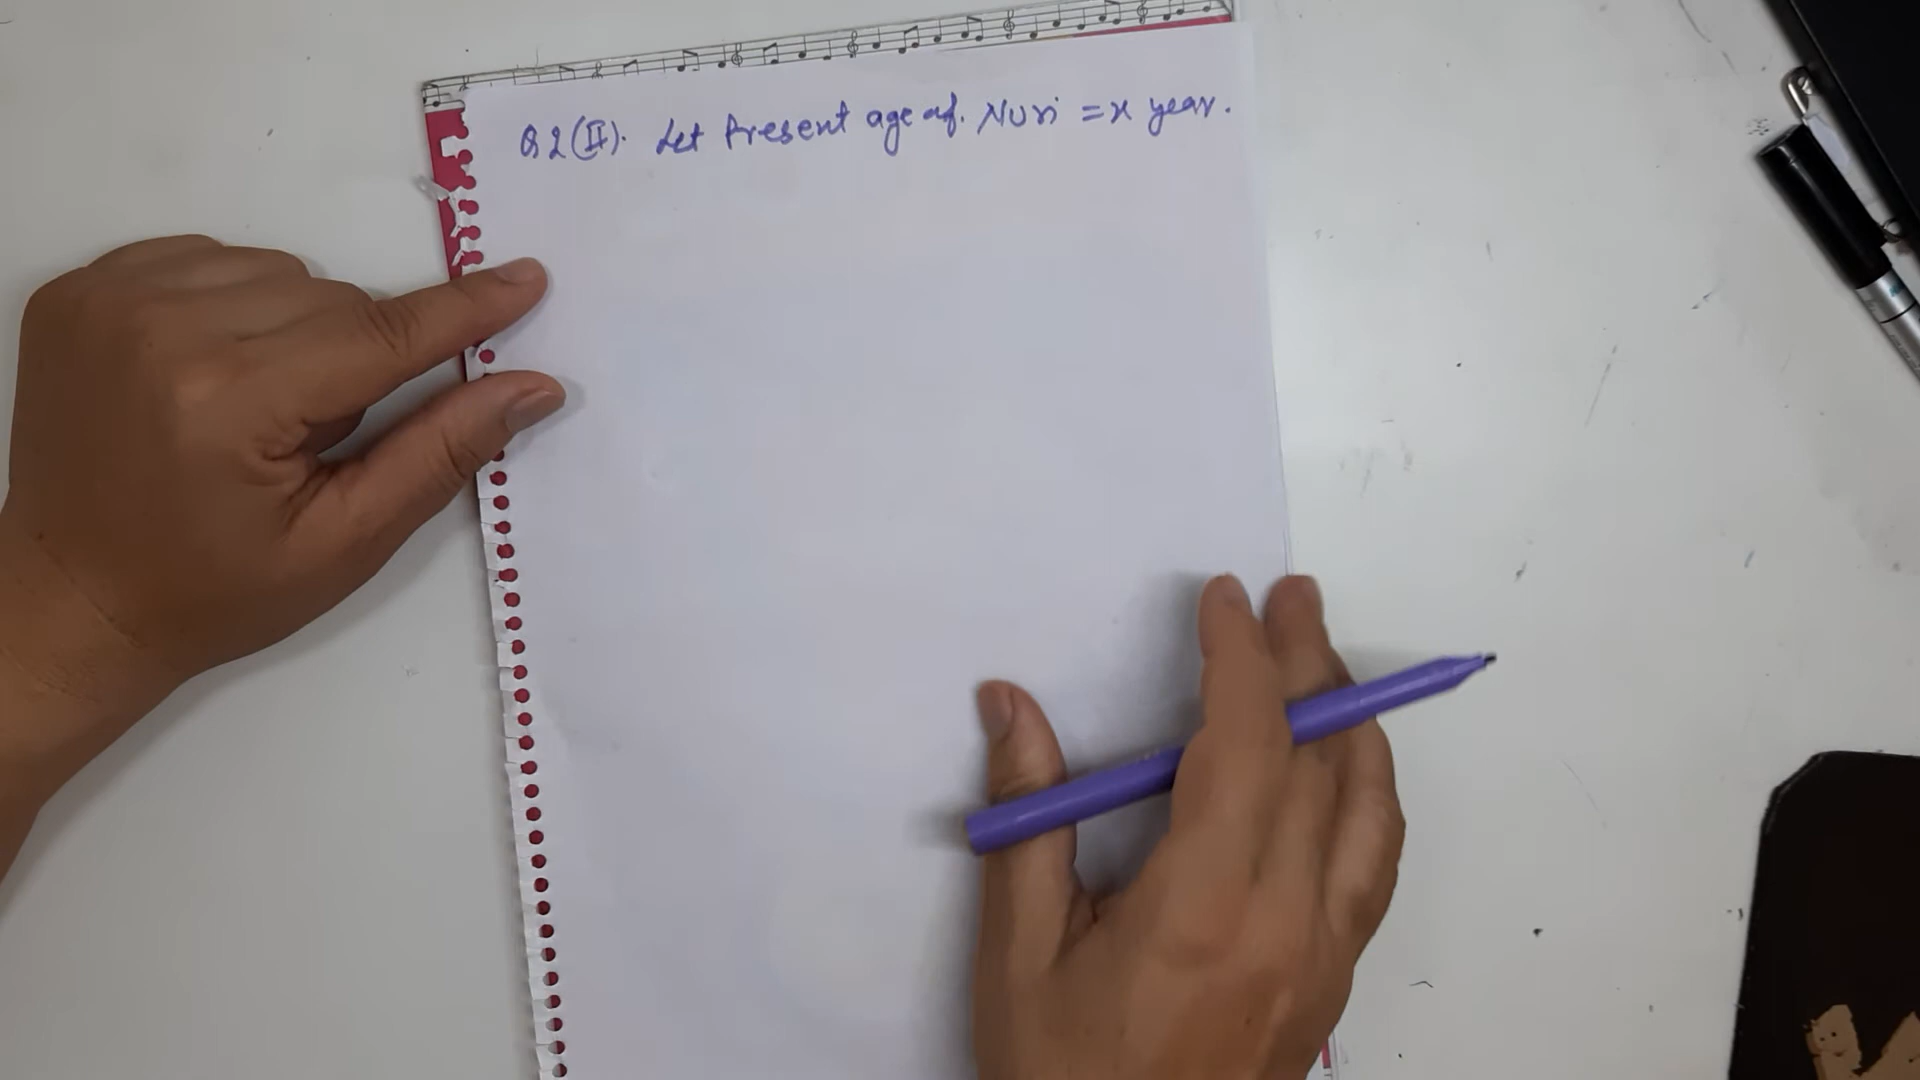 Q2(II). Let Present age of. Nuri = x year.